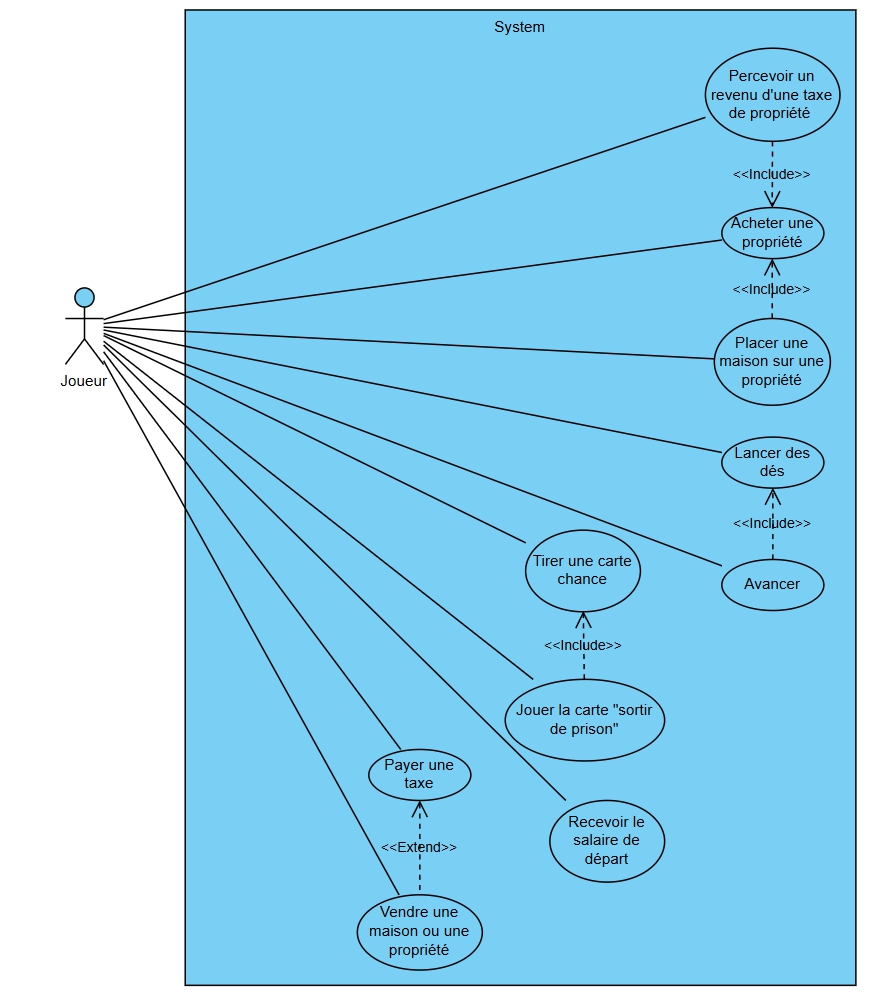 System
Percevoir un
revenu d'une taxe
de propriété
<<Include>>
Acheter une
propriété
<<Include>>
Placer une
maison sur une
propriété
Joueur
Lancer des
dés
<<Include>>
Avancer
Tirer une carte
chance
<<Include>>
Jouer la carte "sortir
de prison"
Payer une
taxe
<<Extend>>
Recevoir le
salaire de
départ
Vendre une
maison ou une
propriété